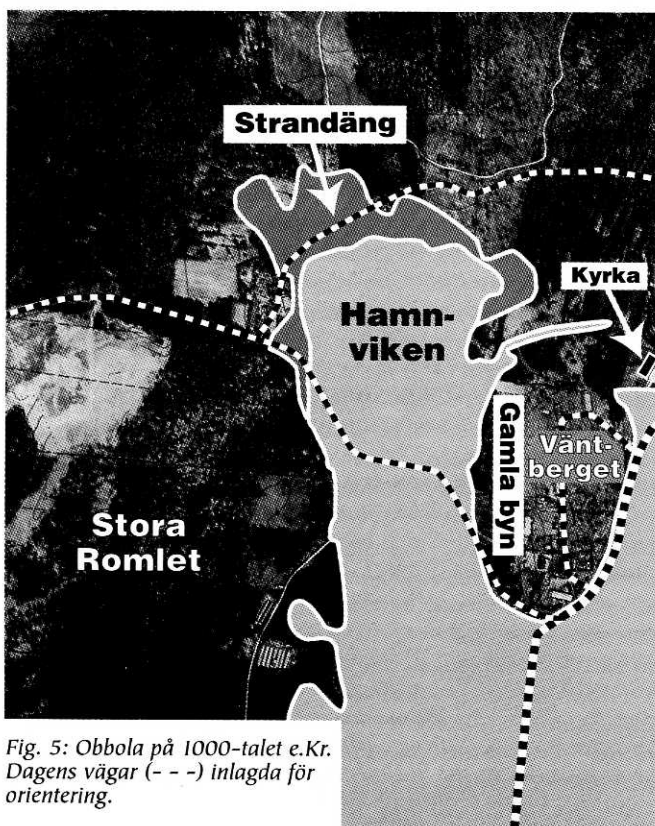 Strandäng
Kyrka
Hamn-
viken
Gamla byn
Vänt-
berget
Stora
Romlet
Fig. 5: Obbola på 1000-talet e.Kr.
Dagens vägar (- - -) inlagda för
orientering.